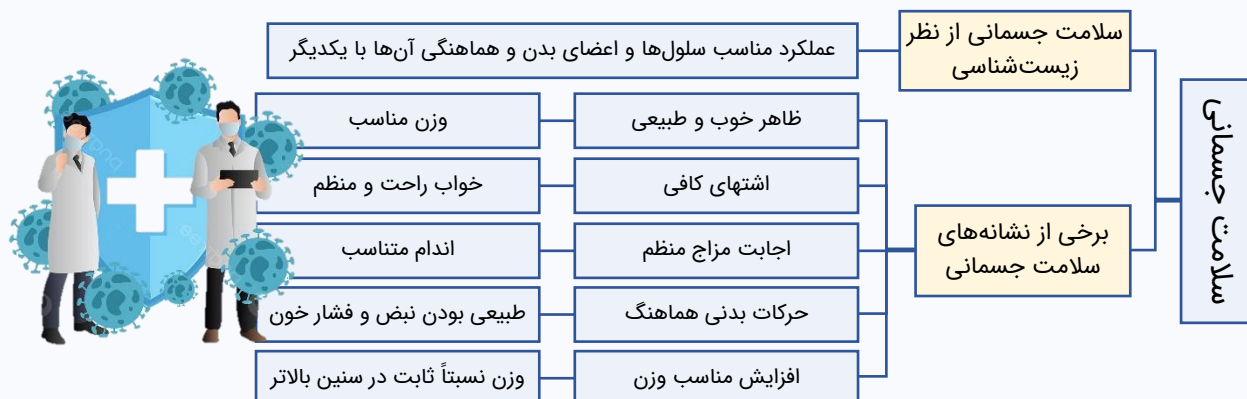 سلامت جسمانی
سلامت جسمانی از نظر
زیست‌شناسی
عملکرد مناسب سلول‌ها و اعضای بدن و هماهنگی آن‌ها با یکدیگر
برخی از نشانه‌های
سلامت جسمانی
ظاهر خوب و طبیعی
وزن مناسب
اشتهای کافی
خواب راحت و منظم
اجابت مزاج منظم
اندام متناسب
حرکات بدنی هماهنگ
طبیعی بودن نبض و فشار خون
افزایش مناسب وزن
وزن نسبتاً ثابت در سنین بالاتر